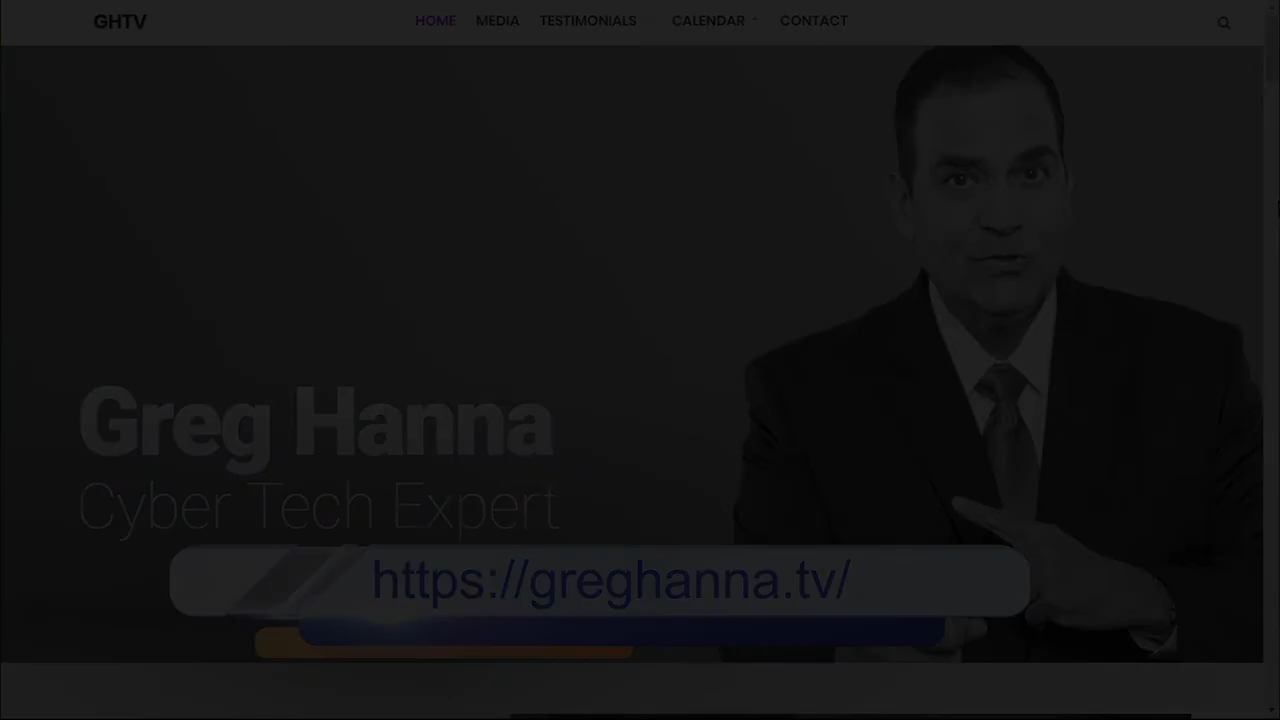 GHTV
HOME MEDIA TESTIMONIALS CALENDAR CONTACT
Greg Hanna
Cyber Tech Expert
https://greghanna.tv/